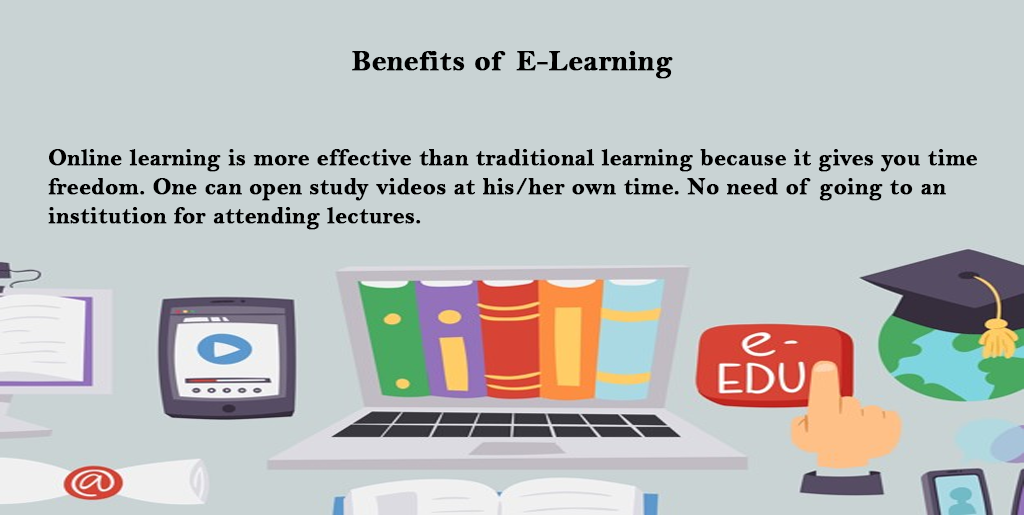 Benefits of E-Learning
Online learning is more effective than traditional learning because it gives you time
freedom. One can open study videos at his/her own time. No need of going to an
institution for attending lectures.
e-
EDU
@